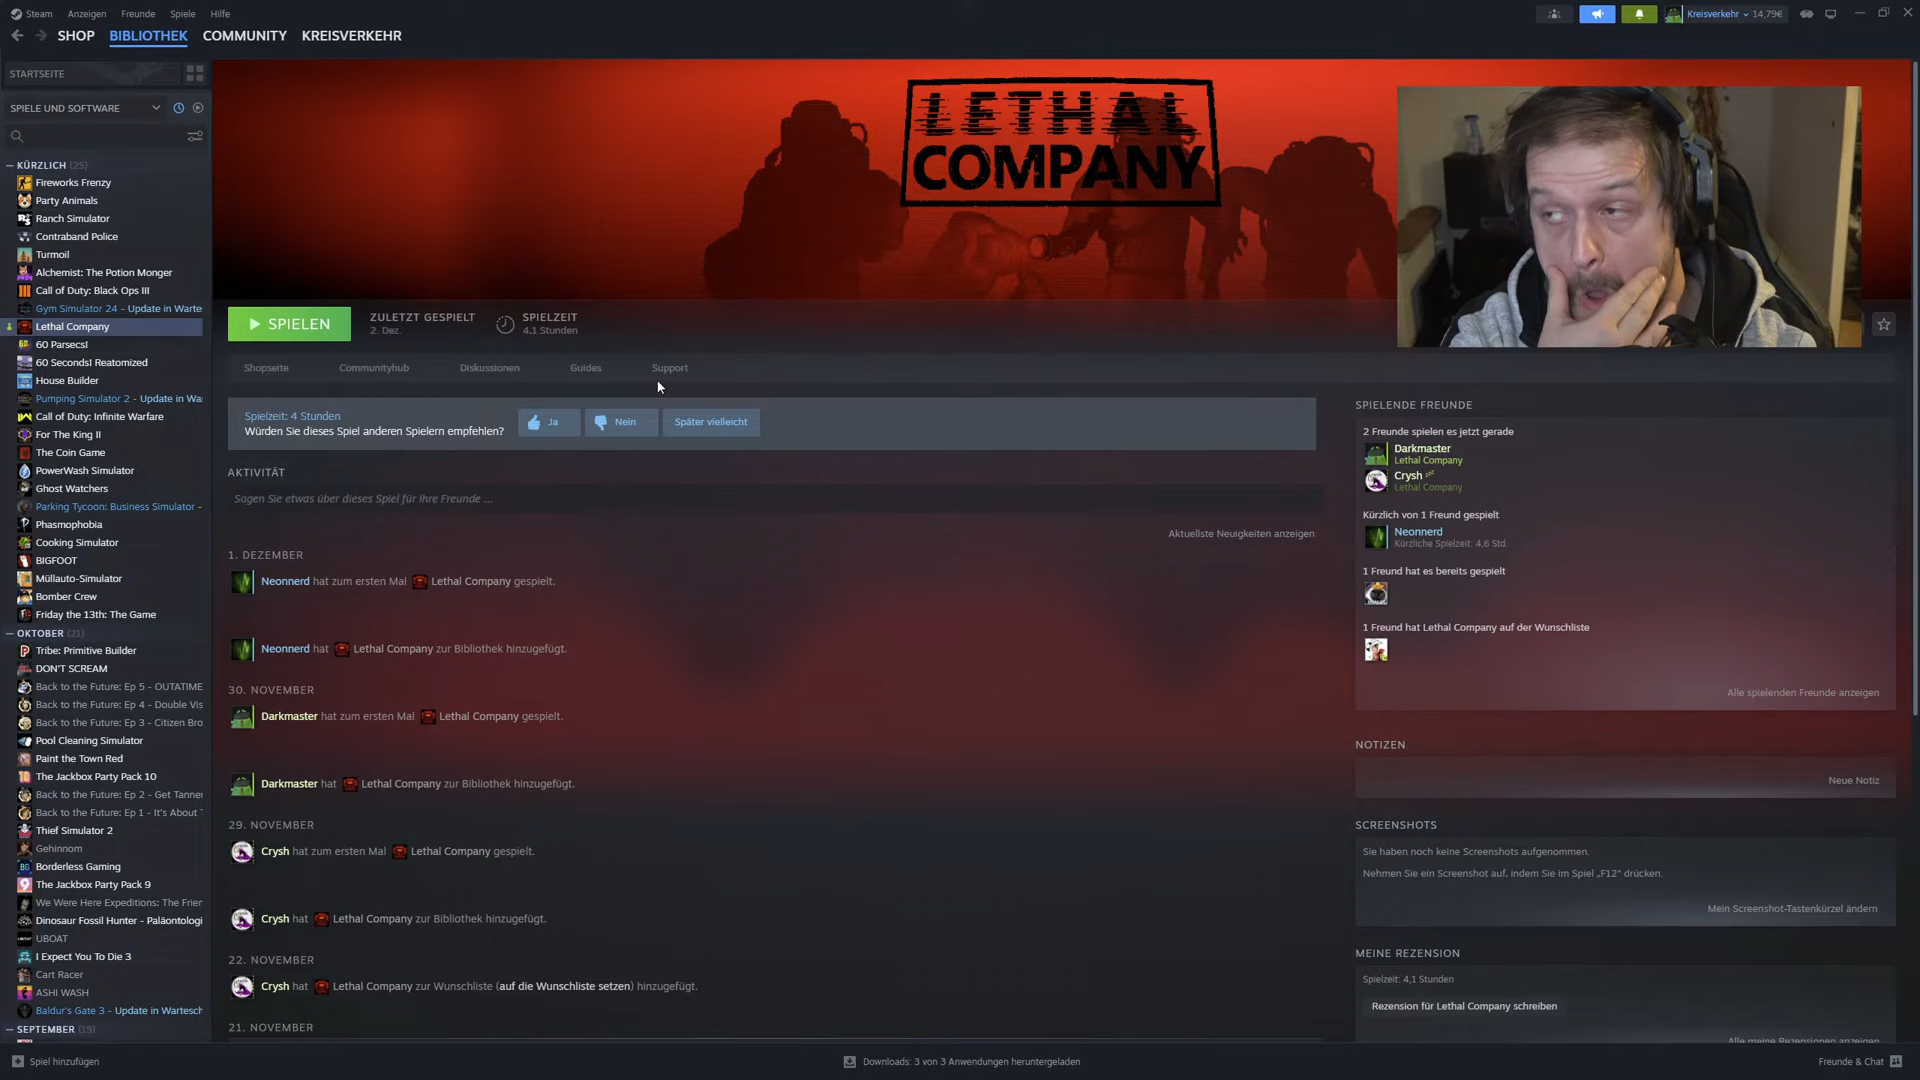 Steam Anzeigen Freunde Spiele Hilfe
Kreisverkehr 14,79€
SHOP BIBLIOTHEK COMMUNITY KREISVERKEHR
STARTSEITE
SPIELE UND SOFTWARE
KÜRZLICH (25)
Fireworks Frenzy
Party Animals
Ranch Simulator
Contraband Police
Turmoil
Alchemist: The Potion Monger
Call of Duty: Black Ops III
Gym Simulator 24 - Update in Warte
Lethal Company
60 Parsecs!
60 Seconds! Reatomized
House Builder
Pumping Simulator 2 - Update in Wa
Call of Duty: Infinite Warfare
For The King II
The Coin Game
PowerWash Simulator
Ghost Watchers
Parking Tycoon: Business Simulator -
Phasmophobia
Cooking Simulator
BIGFOOT
Müllauto-Simulator
Bomber Crew
Friday the 13th: The Game
OKTOBER (21)
Tribe: Primitive Builder
DON'T SCREAM
Back to the Future: Ep 5 - OUTATIME
Back to the Future: Ep 4 - Double Vis
Back to the Future: Ep 3 - Citizen Bro
Pool Cleaning Simulator
Paint the Town Red
The Jackbox Party Pack 10
Back to the Future: Ep 2 - Get Tanne
Back to the Future: Ep 1 - It's About
Thief Simulator 2
Gehinnom
Borderless Gaming
The Jackbox Party Pack 9
We Were Here Expeditions: The Frie
Dinosaur Fossil Hunter - Paläontologi
UBOAT
I Expect You To Die 3
Cart Racer
ASHI WASH
Baldur's Gate 3 - Update in Wartesch
SEPTEMBER (19)
LETHAL
COMPANY
SPIELEN
ZULETZT GESPIELT
2. Dez.
SPIELZEIT
4,1 Stunden
Shopseite Communityhub Diskussionen Guides Support
Spielzeit: 4 Stunden
Würden Sie dieses Spiel anderen Spielern empfehlen?
Ja Nein Später vielleicht
AKTIVITÄT
Sagen Sie etwas über dieses Spiel für Ihre Freunde ...
Aktuellste Neuigkeiten anzeigen
1. DEZEMBER
Neonnerd hat zum ersten Mal Lethal Company gespielt.
Neonnerd hat Lethal Company zur Bibliothek hinzugefügt.
30. NOVEMBER
Darkmaster hat zum ersten Mal Lethal Company gespielt.
Darkmaster hat Lethal Company zur Bibliothek hinzugefügt.
29. NOVEMBER
Crysh hat zum ersten Mal Lethal Company gespielt.
Crysh hat Lethal Company zur Bibliothek hinzugefügt.
22. NOVEMBER
Crysh hat Lethal Company zur Wunschliste (auf die Wunschliste setzen) hinzugefügt.
21. NOVEMBER
SPIELENDE FREUNDE
2 Freunde spielen es jetzt gerade
Darkmaster
Lethal Company
Crysh
Lethal Company
Kürzlich von 1 Freund gespielt
Neonnerd
Kürzliche Spielzeit: 4,6 Std.
1 Freund hat es bereits gespielt
1 Freund hat Lethal Company auf der Wunschliste
Alle spielenden Freunde anzeigen
NOTIZEN
Neue Notiz
SCREENSHOTS
Sie haben noch keine Screenshots aufgenommen.
Nehmen Sie ein Screenshot auf, indem Sie im Spiel „F12" drücken.
Mein Screenshot-Tastenkürzel ändern
MEINE REZENSION
Spielzeit: 4,1 Stunden
Rezension für Lethal Company schreiben
Alle meine Rezensionen anzeigen
Spiel hinzufügen
Downloads: 3 von 3 Anwendungen heruntergeladen
Freunde & Chat